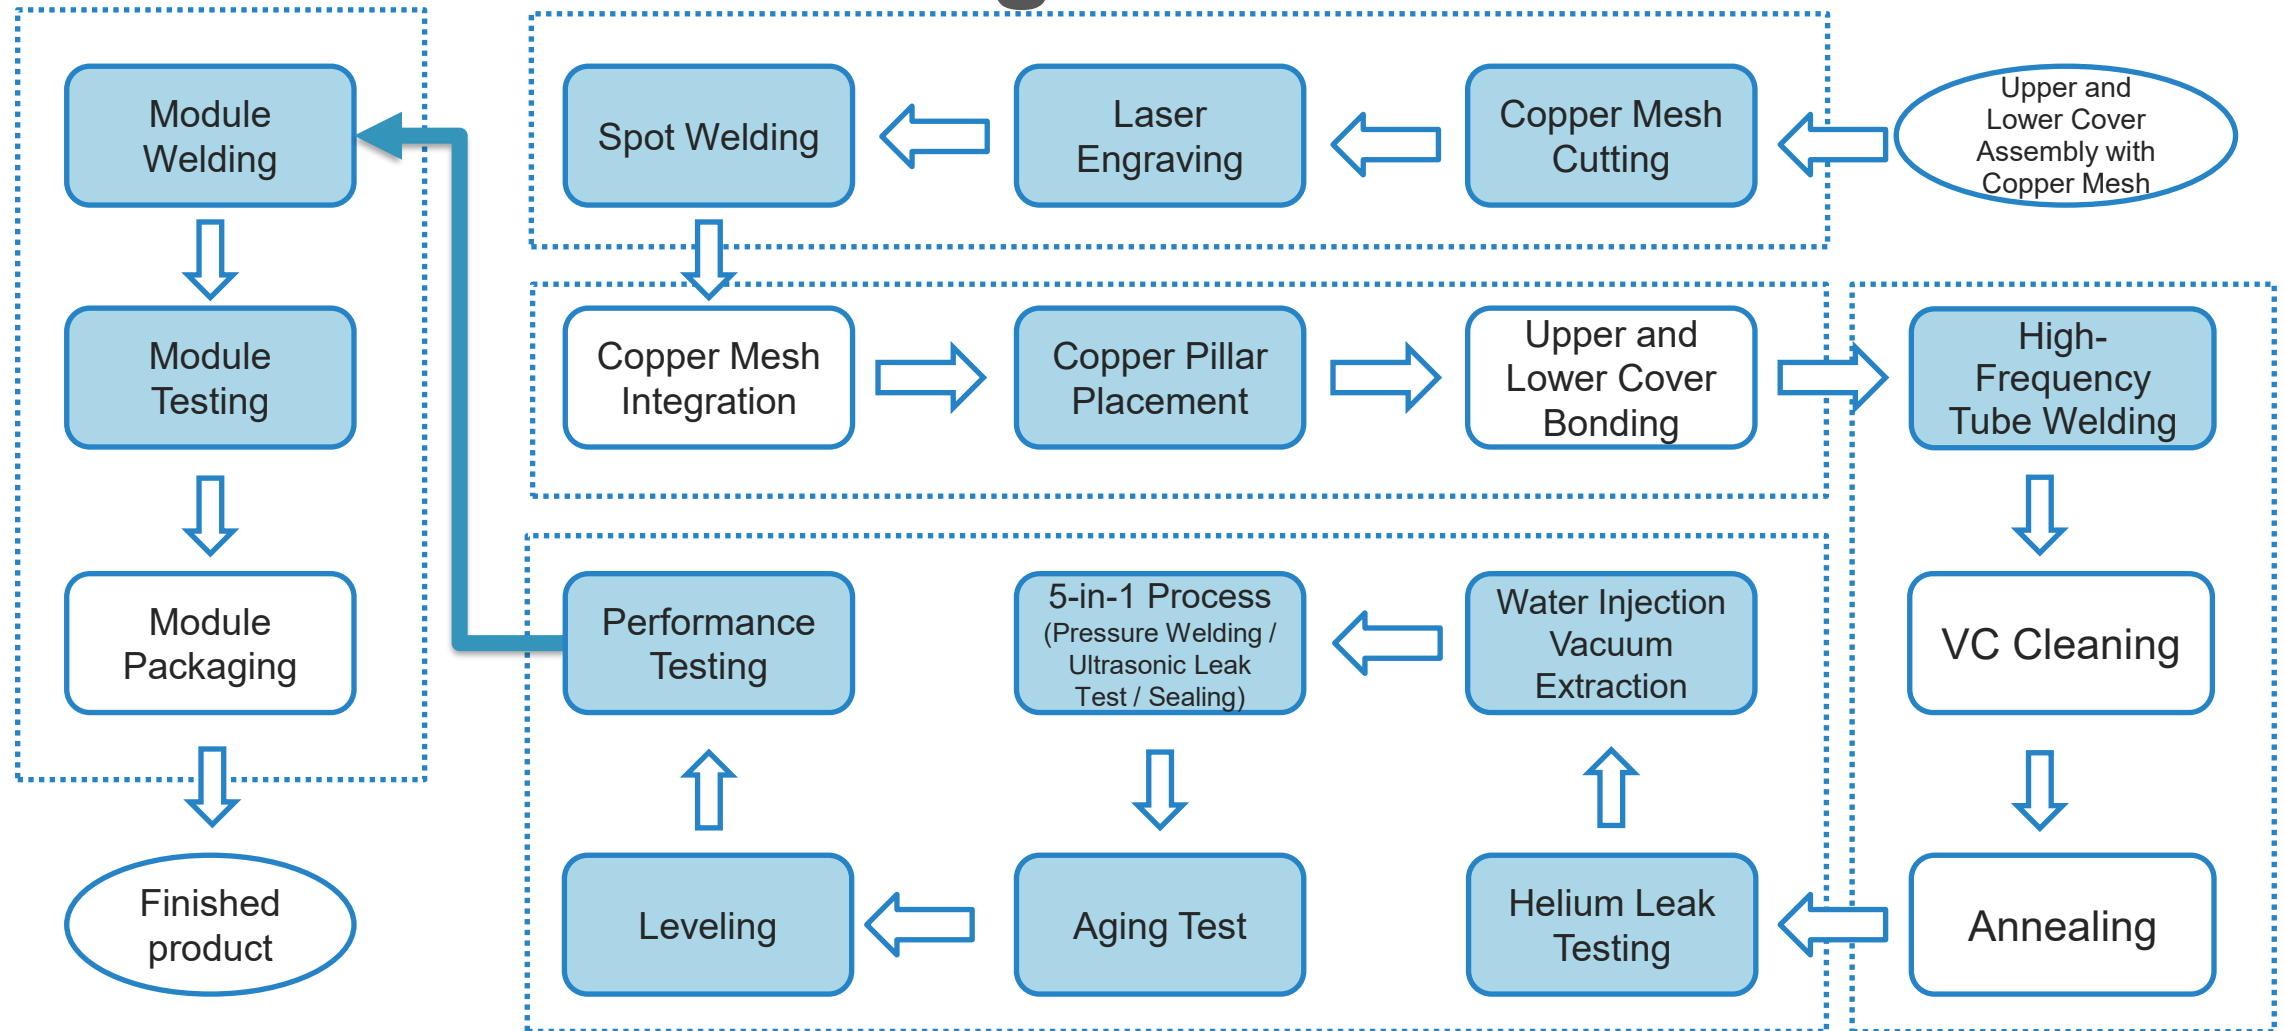 Module
Welding
Spot Welding
Laser
Engraving
Copper Mesh
Cutting
Upper and
Lower Cover
Assembly with
Copper Mesh
Module
Testing
Copper Mesh
Integration
Copper Pillar
Placement
Upper and
Lower Cover
Bonding
High-
Frequency
Tube Welding
Module
Packaging
Performance
Testing
5-in-1 Process
(Pressure Welding /
Ultrasonic Leak
Test / Sealing)
Water Injection
Vacuum
Extraction
VC Cleaning
Finished
product
Leveling
Aging Test
Helium Leak
Testing
Annealing